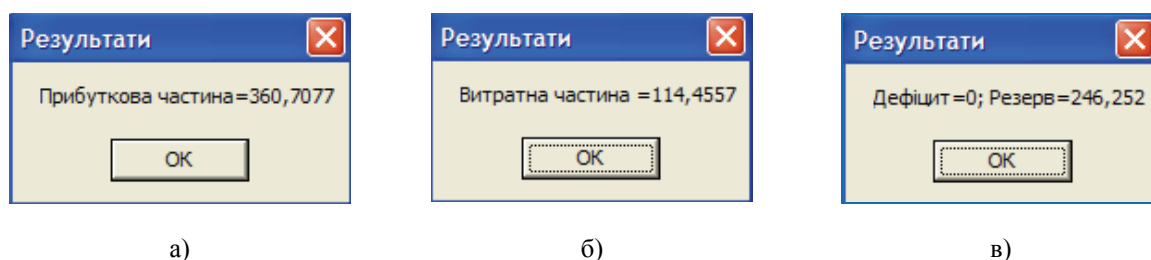 Результати
Прибуткова частина=360,7077
OK
а)
Результати
Витратна частина =114,4557
OK
б)
Результати
Дефіцит=0; Резерв=246,252
OK
в)